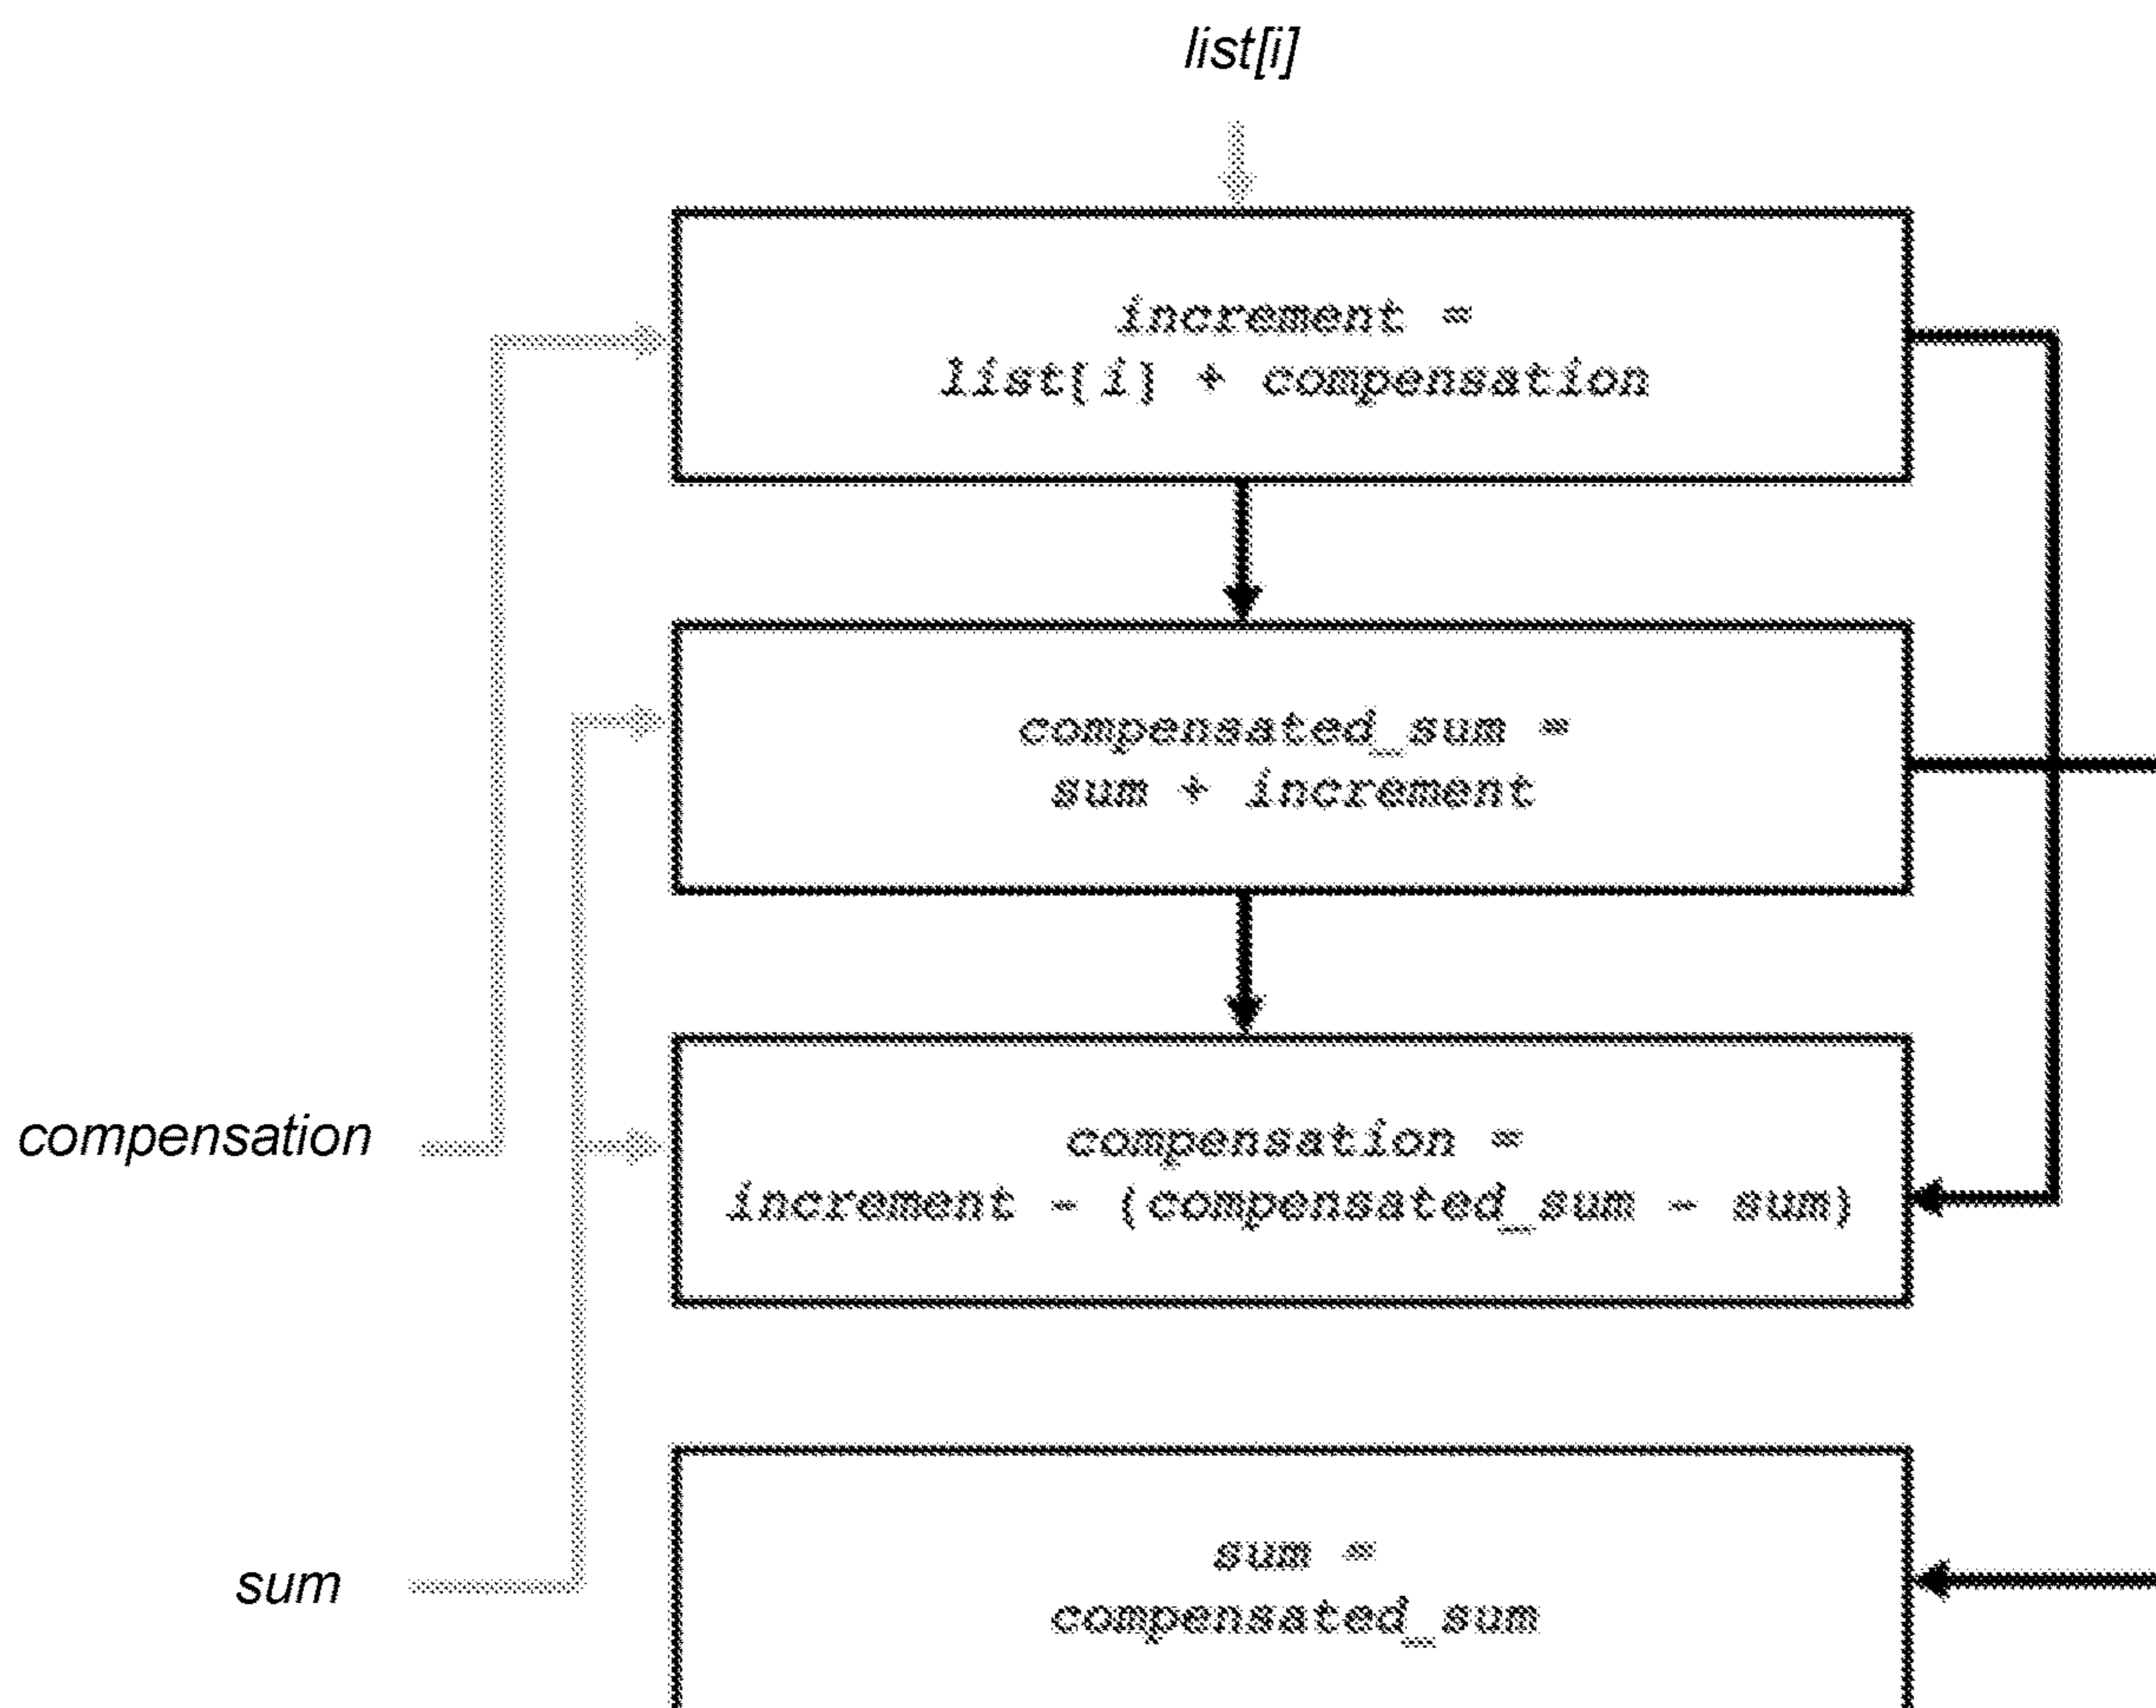 list[i]
increment =
list[i] + compensation
compensated_sum =
sum + increment
compensation
compensation =
increment - (compensated_sum - sum)
sum
sum =
compensated_sum